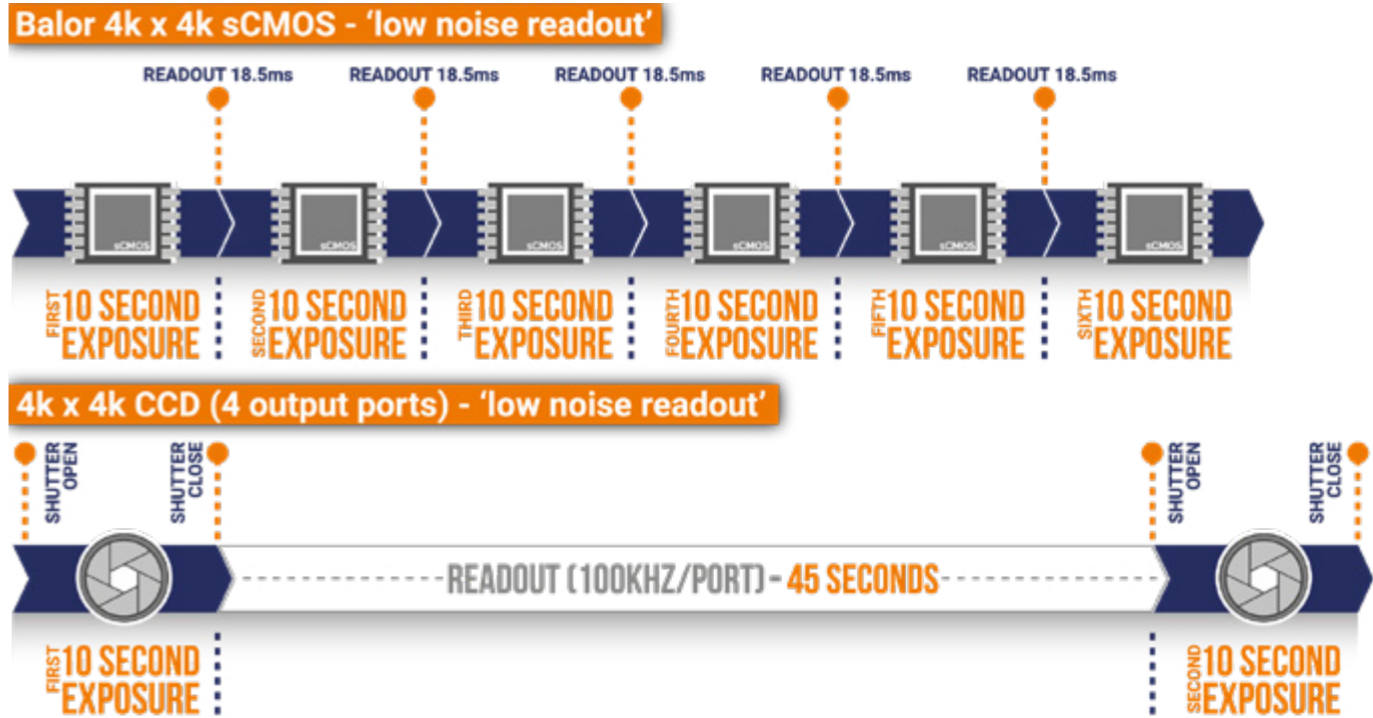 Balor 4k x 4k sCMOS - ‘low noise readout’
READOUT 18.5ms READOUT 18.5ms READOUT 18.5ms READOUT 18.5ms READOUT 18.5ms
sCMOS sCMOS sCMOS sCMOS sCMOS sCMOS
FIRST 10 SECOND EXPOSURE
SECOND 10 SECOND EXPOSURE
THIRD 10 SECOND EXPOSURE
FOURTH 10 SECOND EXPOSURE
FIFTH 10 SECOND EXPOSURE
SIXTH 10 SECOND EXPOSURE
4k x 4k CCD (4 output ports) - ‘low noise readout’
SHUTTER OPEN
SHUTTER CLOSE
SHUTTER OPEN
SHUTTER CLOSE
READOUT (100KHZ/PORT) - 45 SECONDS
FIRST 10 SECOND EXPOSURE
SECOND 10 SECOND EXPOSURE